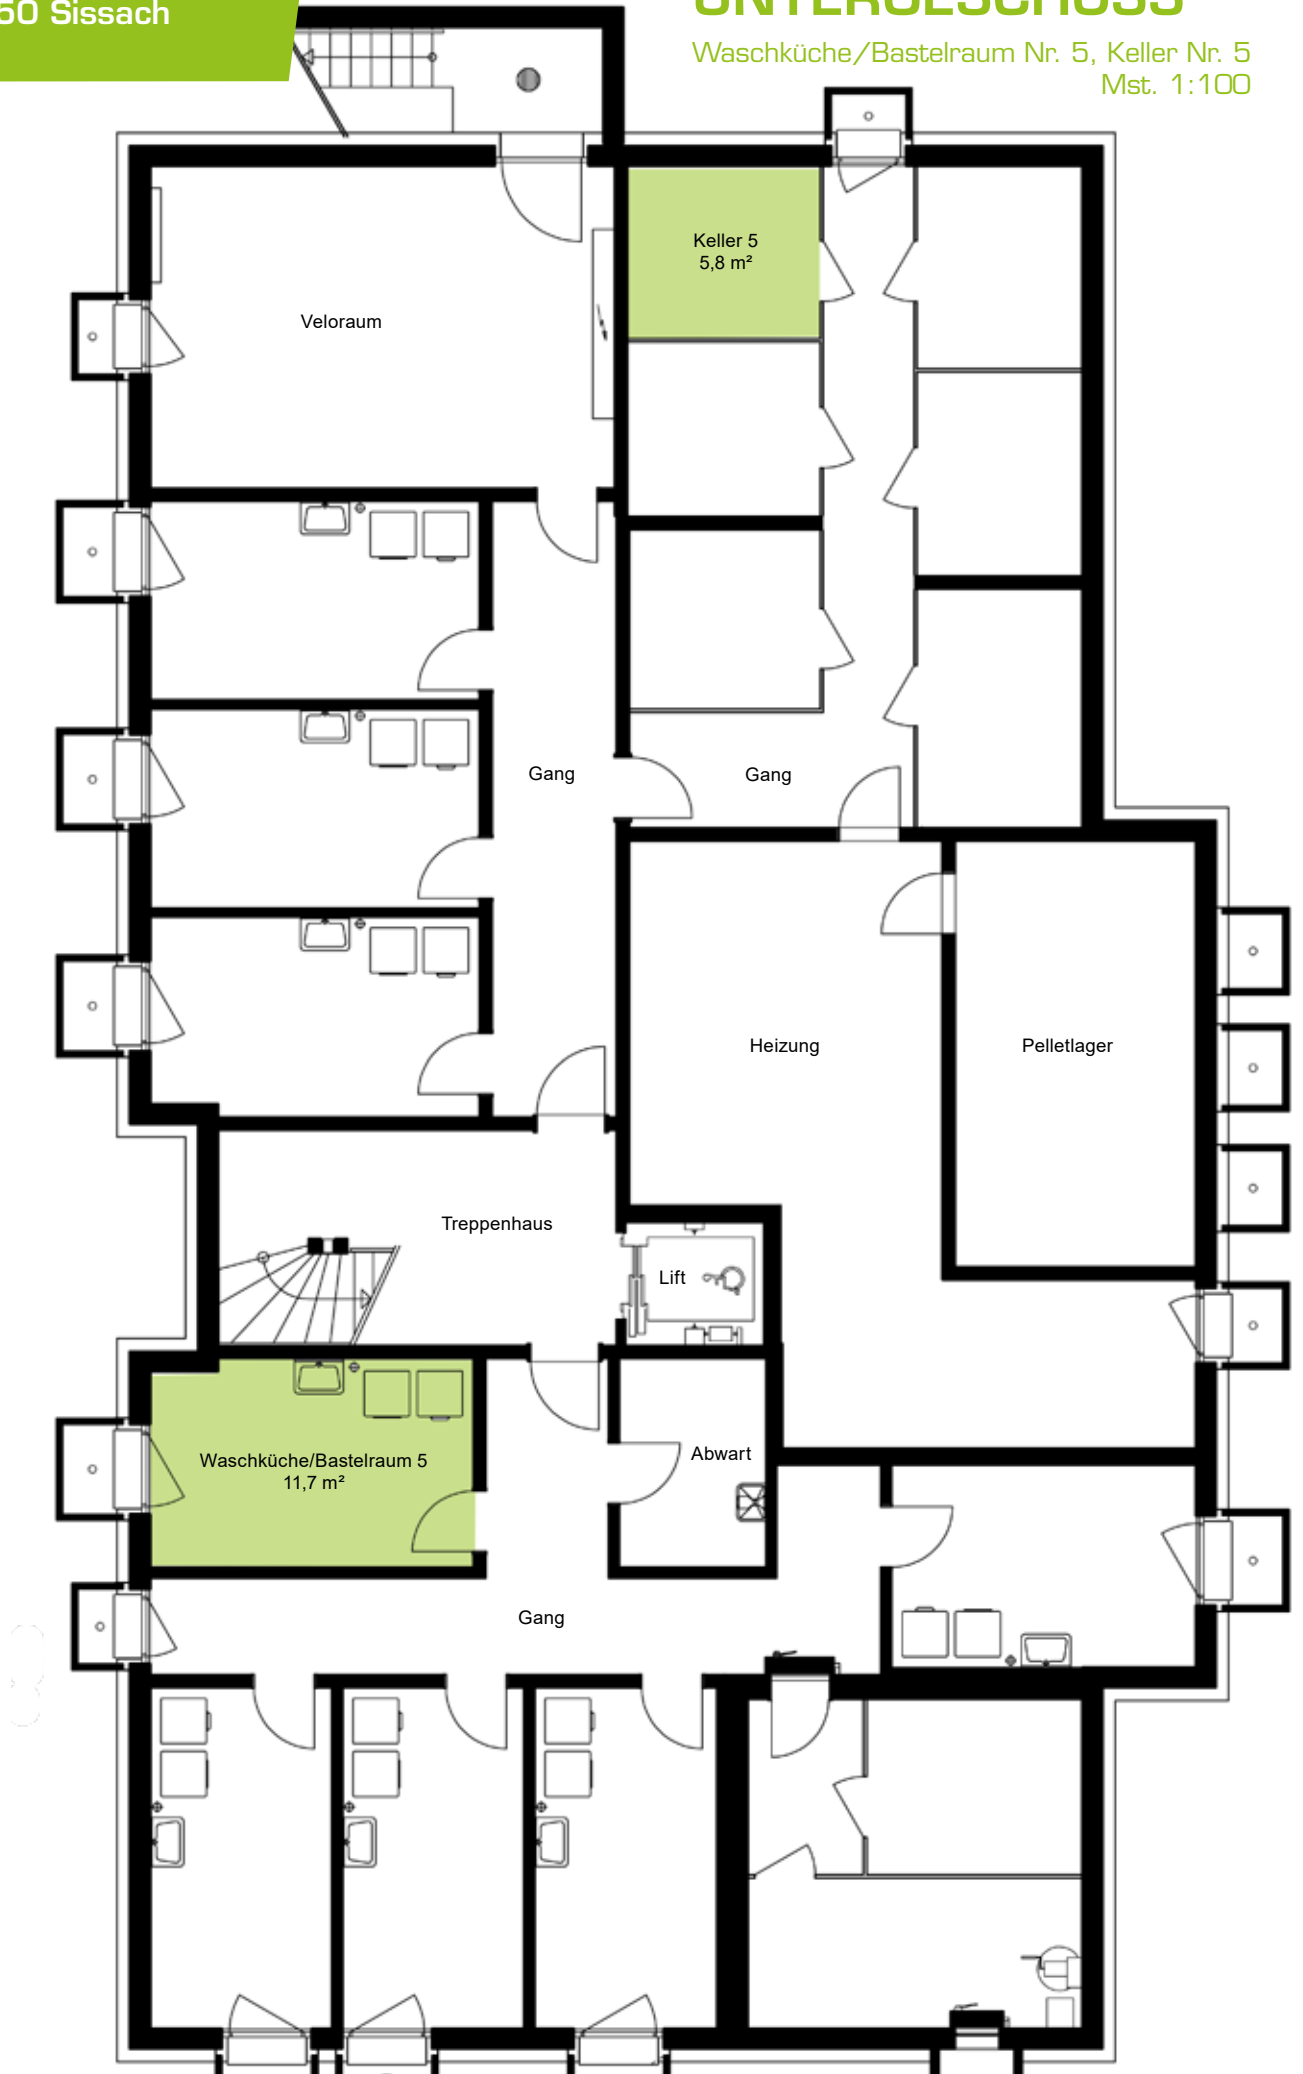 50 Sissach
UNTERGESCHOSS
Waschküche/Bastelraum Nr. 5, Keller Nr. 5
Mst. 1:100
Keller 5
5,8 m²
Veloraum
Gang
Gang
Heizung
Pelletlager
Treppenhaus
Lift
Waschküche/Bastelraum 5
11,7 m²
Abwart
Gang